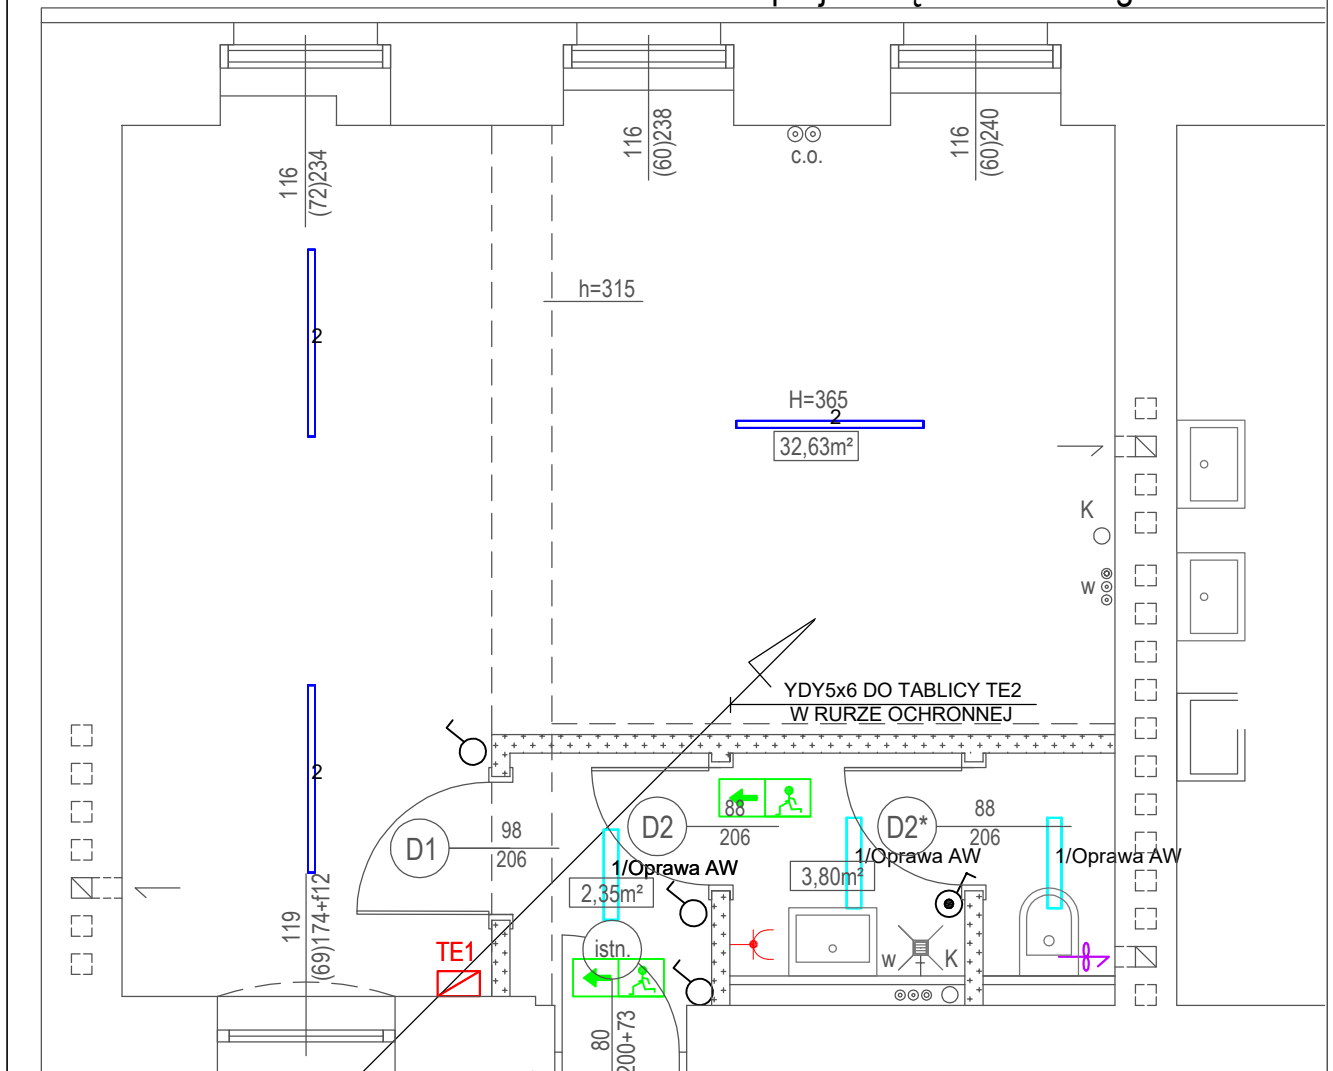 116
(72)234
116
(60)238
c.o.
116
(60)240
h=315
2
H=365
2
32,63m²
K
w
YDY5x6 DO TABLICY TE2
W RURZE OCHRONNEJ
2
D1
98
206
D2
88
206
D2*
88
206
1/Oprawa AW
1/Oprawa AW
1/Oprawa AW
2,35m²
3,80m²
119
(69)174+f12
TE1
istn.
w
K
80
200+73